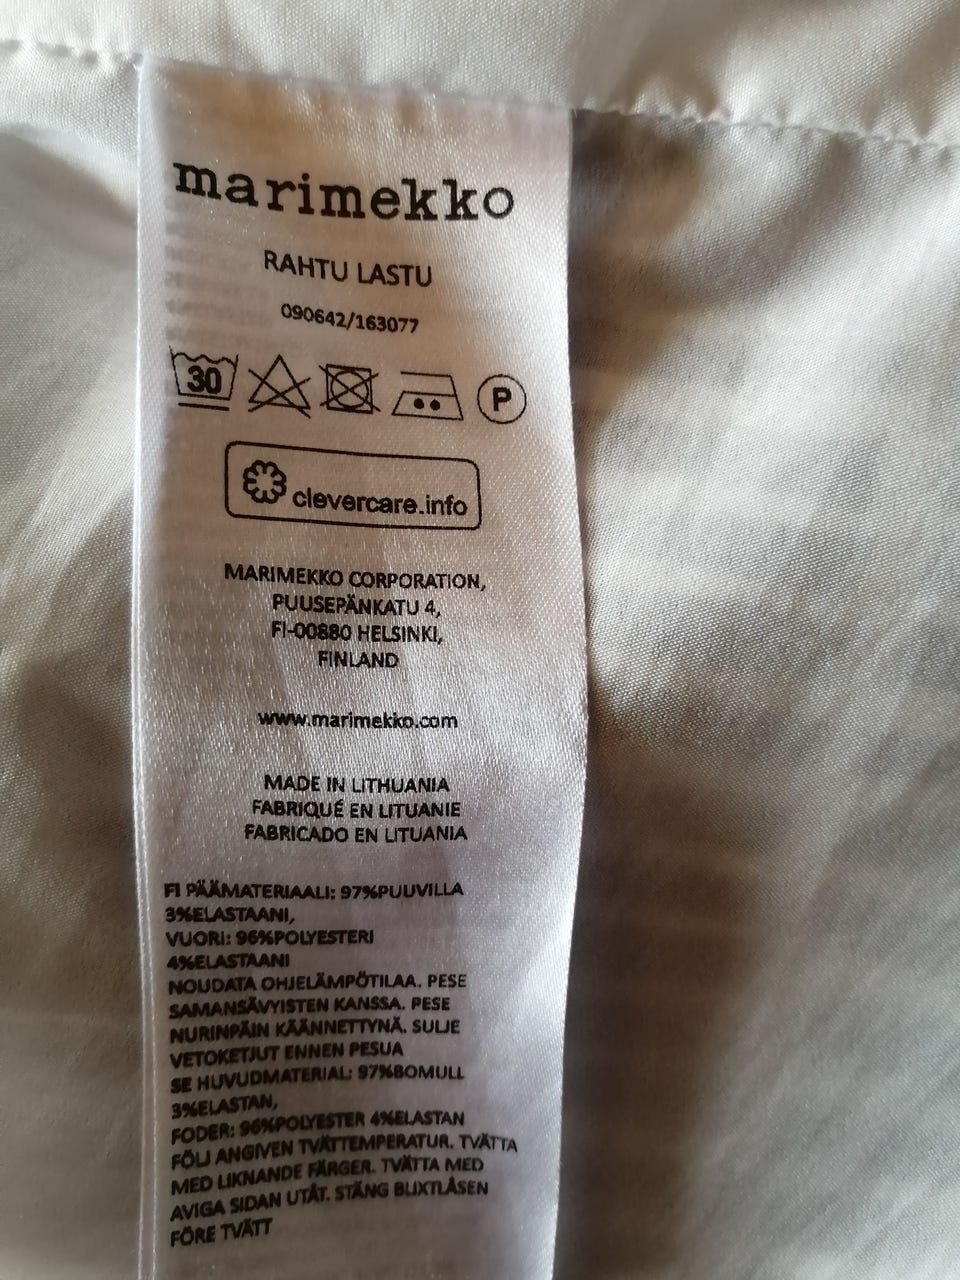 marimekko
RAHTU LASTU
090642/163077
30 P
clevercare.info
MARIMEKKO CORPORATION,
PUUSEPÄNKATU 4,
FI-00880 HELSINKI,
FINLAND
www.marimekko.com
MADE IN LITHUANIA
FABRIQUÉ EN LITUANIE
FABRICADO EN LITUANIA
FI PÄÄMATERIAALI: 97%PUUVILLA
3%ELASTAANI,
VUORI: 96%POLYESTERI
4%ELASTAANI
NOUDATA OHJELÄMPÖTILAA. PESE
SAMANSÄVYISTEN KANSSA. PESE
NURINPÄIN KÄÄNNETTYNÄ. SULJE
VETOKETJUT ENNEN PESUA
SE HUVUDMATERIAL: 97%BOMULL
3%ELASTAN,
FODER: 96%POLYESTER 4%ELASTAN
FÖLJ ANGIVEN TVÄTTEMPERATUR. TVÄTTA
MED LIKNANDE FÄRGER. TVÄTTA MED
AVIGA SIDAN UTÅT. STÄNG BLIXTLÅSEN
FÖRE TVÄTT